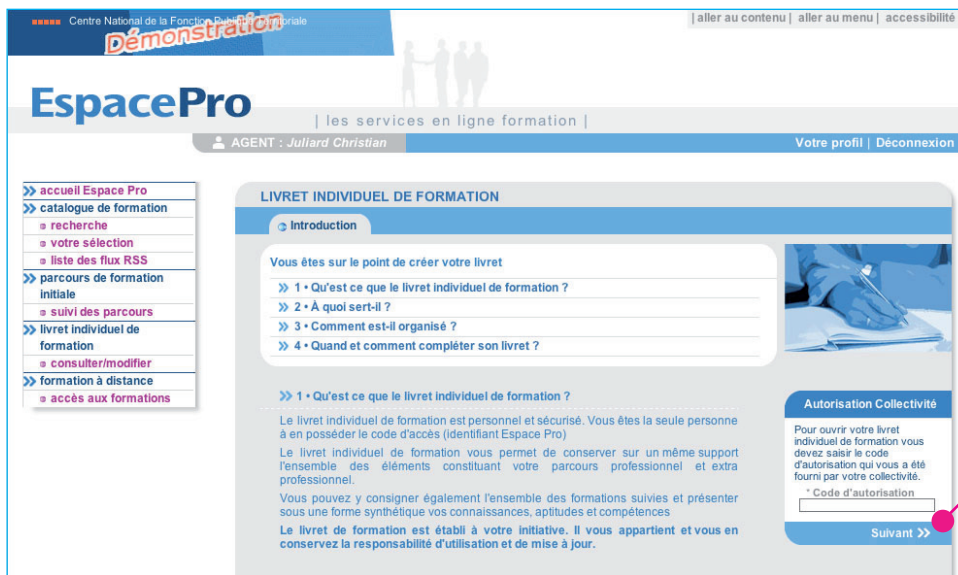 Centre National de la Fonction Publique Territoriale
Démonstration
| aller au contenu | aller au menu | accessibilité
EspacePro
| les services en ligne formation |
AGENT : Juliard Christian
Votre profil | Déconnexion
accueil Espace Pro
catalogue de formation
recherche
votre sélection
liste des flux RSS
parcours de formation
initiale
suivi des parcours
livret individuel de
formation
consulter/modifier
formation à distance
accès aux formations
LIVRET INDIVIDUEL DE FORMATION
Introduction
Vous êtes sur le point de créer votre livret
1 • Qu'est ce que le livret individuel de formation ?
2 • À quoi sert-il ?
3 • Comment est-il organisé ?
4 • Quand et comment compléter son livret ?
1 • Qu'est ce que le livret individuel de formation ?
Le livret individuel de formation est personnel et sécurisé. Vous êtes la seule personne
à en posséder le code d'accès (identifiant Espace Pro)
Le livret individuel de formation vous permet de conserver sur un même support
l'ensemble des éléments constituant votre parcours professionnel et extra
professionnel.
Vous pouvez y consigner également l'ensemble des formations suivies et présenter
sous une forme synthétique vos connaissances, aptitudes et compétences
Le livret de formation est établi à votre initiative. Il vous appartient et vous en
conservez la responsabilité d'utilisation et de mise à jour.
Autorisation Collectivité
Pour ouvrir votre livret
individuel de formation vous
devez saisir le code
d'autorisation qui vous a été
fourni par votre collectivité.
* Code d'autorisation
Suivant